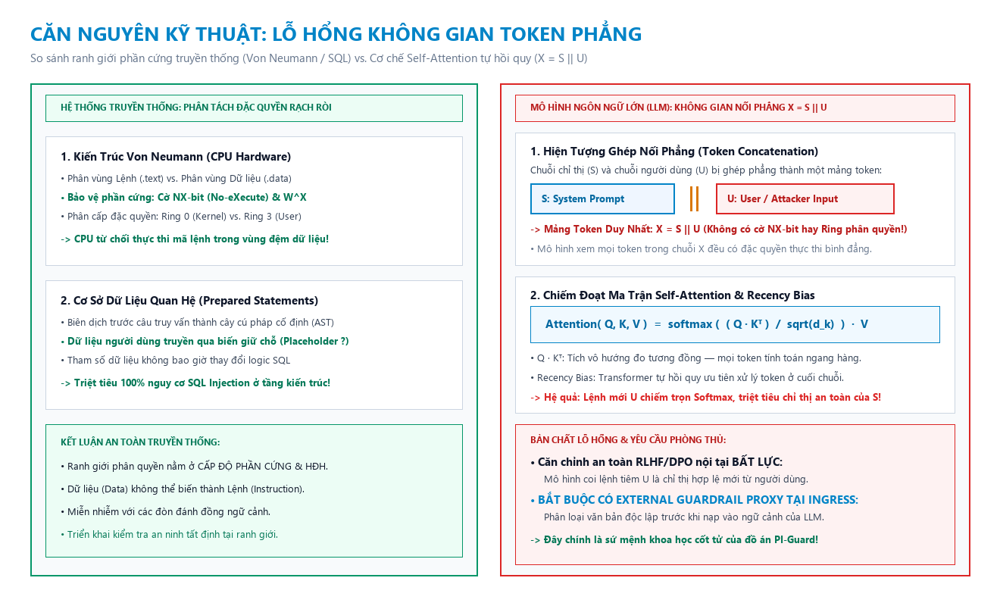 CĂN NGUYÊN KỸ THUẬT: LỖ HỔNG KHÔNG GIAN TOKEN PHẲNG
So sánh ranh giới phần cứng truyền thống (Von Neumann / SQL) vs. Cơ chế Self-Attention tự hồi quy (X = S || U)
HỆ THỐNG TRUYỀN THỐNG: PHÂN TÁCH ĐẶC QUYỀN RẠCH RÒI
1. Kiến Trúc Von Neumann (CPU Hardware)
• Phân vùng Lệnh (.text) vs. Phân vùng Dữ liệu (.data)
• Bảo vệ phần cứng: Cờ NX-bit (No-eXecute) & W^X
• Phân cấp đặc quyền: Ring 0 (Kernel) vs. Ring 3 (User)
-> CPU từ chối thực thi mã lệnh trong vùng đệm dữ liệu!
2. Cơ Sở Dữ Liệu Quan Hệ (Prepared Statements)
• Biên dịch trước câu truy vấn thành cây cú pháp cố định (AST)
• Dữ liệu người dùng truyền qua biến giữ chỗ (Placeholder ?)
• Tham số dữ liệu không bao giờ thay đổi logic SQL
-> Triệt tiêu 100% nguy cơ SQL Injection ở tầng kiến trúc!
KẾT LUẬN AN TOÀN TRUYỀN THỐNG:
• Ranh giới phân quyền nằm ở CẤP ĐỘ PHẦN CỨNG & HĐH.
• Dữ liệu (Data) không thể biến thành Lệnh (Instruction).
• Miễn nhiễm với các đòn đánh đồng ngữ cảnh.
• Triển khai kiểm tra an ninh tất định tại ranh giới.
MÔ HÌNH NGÔN NGỮ LỚN (LLM): KHÔNG GIAN NỐI PHẲNG X = S || U
1. Hiện Tượng Ghép Nối Phẳng (Token Concatenation)
Chuỗi chỉ thị (S) và chuỗi người dùng (U) bị ghép phẳng thành một mảng token:
S: System Prompt
||
U: User / Attacker Input
-> Mảng Token Duy Nhất: X = S || U (Không có cờ NX-bit hay Ring phân quyền!)
• Mô hình xem mọi token trong chuỗi X đều có đặc quyền thực thi bình đẳng.
2. Chiếm Đoạt Ma Trận Self-Attention & Recency Bias
Attention( Q, K, V ) = softmax ( ( Q · Kᵀ ) / sqrt(d_k) ) · V
• Q · Kᵀ: Tích vô hướng đo tương đồng — mọi token tính toán ngang hàng.
• Recency Bias: Transformer tự hồi quy ưu tiên xử lý token ở cuối chuỗi.
-> Hệ quả: Lệnh mới U chiếm trọn Softmax, triệt tiêu chỉ thị an toàn của S!
BẢN CHẤT LỖ HỔNG & YÊU CẦU PHÒNG THỦ:
• Căn chỉnh an toàn RLHF/DPO nội tại BẤT LỰC:
Mô hình coi lệnh tiêm U là chỉ thị hợp lệ mới từ người dùng.
• BẮT BUỘC CÓ EXTERNAL GUARDRAIL PROXY TẠI INGRESS:
Phân loại văn bản độc lập trước khi nạp vào ngữ cảnh của LLM.
-> Đây chính là sứ mệnh khoa học cốt tử của đồ án PI-Guard!